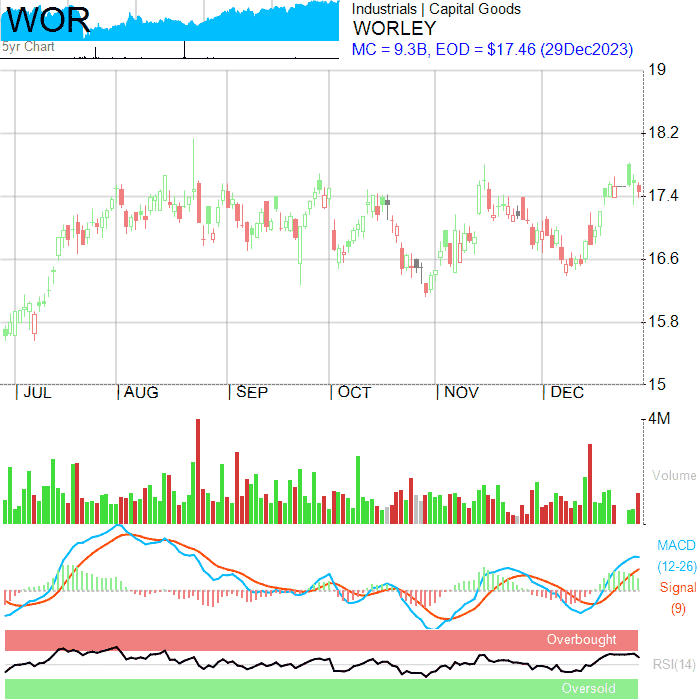 WOR
5yr Chart
Industrials | Capital Goods
WORLEY
MC = 9.3B, EOD = $17.46 (29Dec2023)
19
18.2
17.4
16.6
15.8
15
JUL AUG SEP OCT NOV DEC
4M
Volume
MACD
(12-26)
Signal
(9)
Overbought
RSI(14)
Oversold